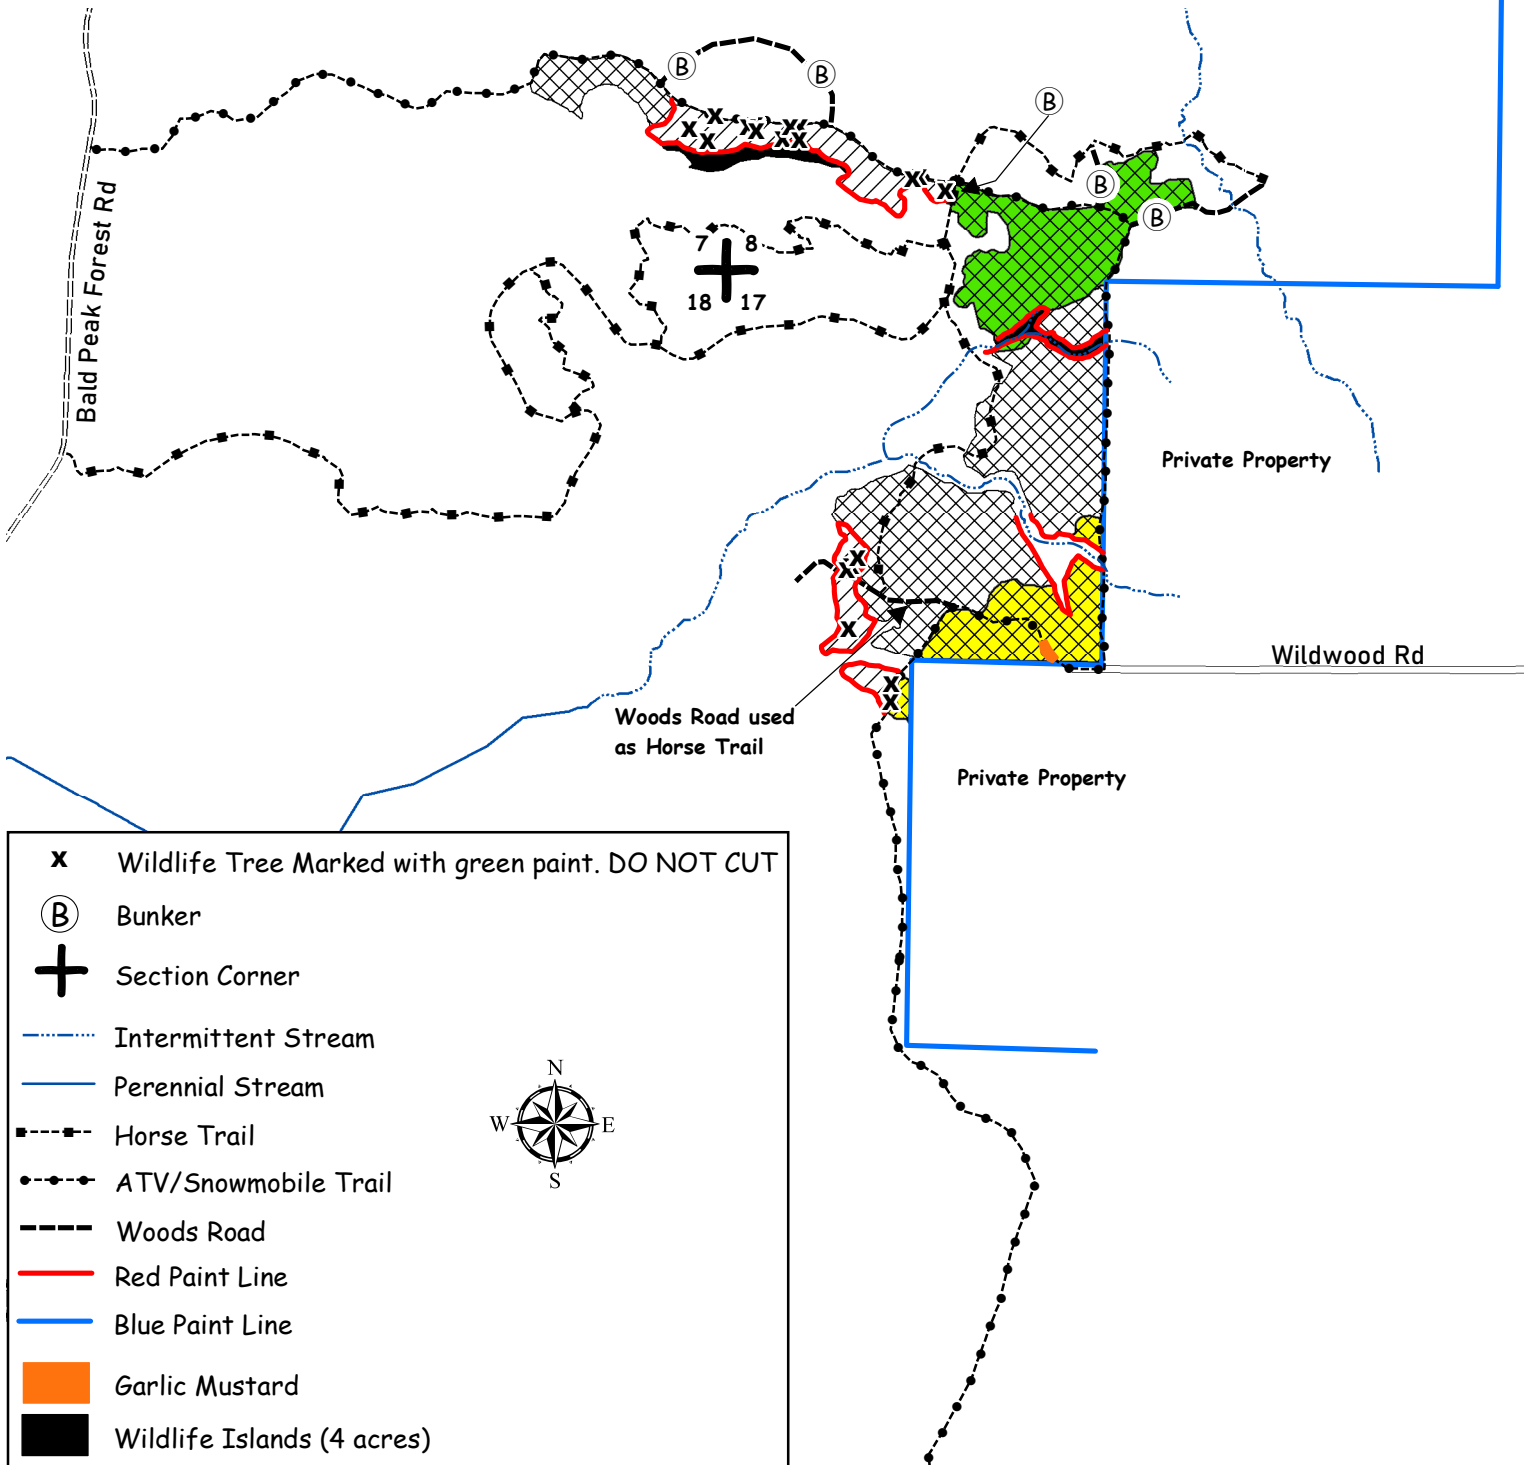 B
B
B
B
B
7 8
18 17
Bald Peak Forest Rd
Private Property
Wildwood Rd
Woods Road used
as Horse Trail
Private Property
x Wildlife Tree Marked with green paint. DO NOT CUT
B Bunker
Section Corner
Intermittent Stream
Perennial Stream
Horse Trail
ATV/Snowmobile Trail
Woods Road
Red Paint Line
Blue Paint Line
Garlic Mustard
Wildlife Islands (4 acres)
N
W E
S